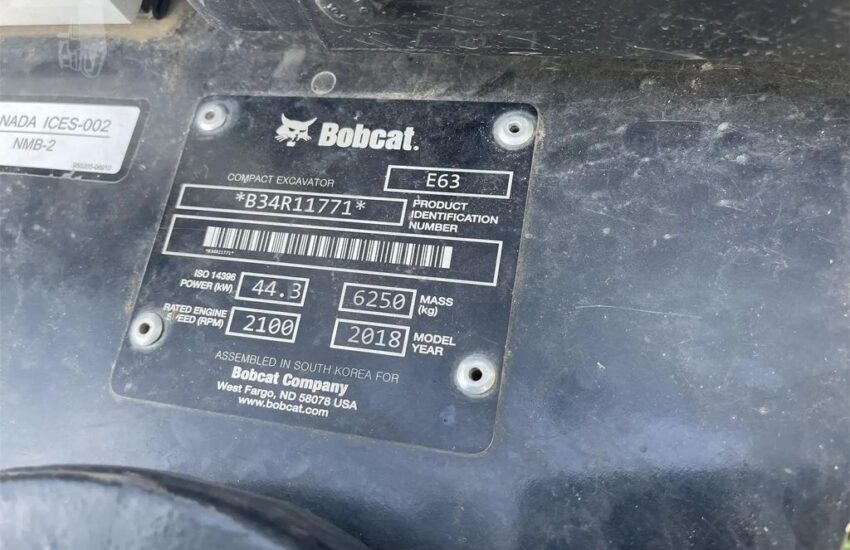 NADA ICES-002
NMB-2
Bobcat.
COMPACT EXCAVATOR
E63
*B34R11771*
PRODUCT
IDENTIFICATION
NUMBER
*B34R11771*
ISO 14396
POWER (kW)
44.3
6250
MASS
(kg)
RATED ENGINE
SPEED (RPM)
2100
2018
MODEL
YEAR
ASSEMBLED IN SOUTH KOREA FOR
Bobcat Company
West Fargo, ND 58078 USA
www.bobcat.com